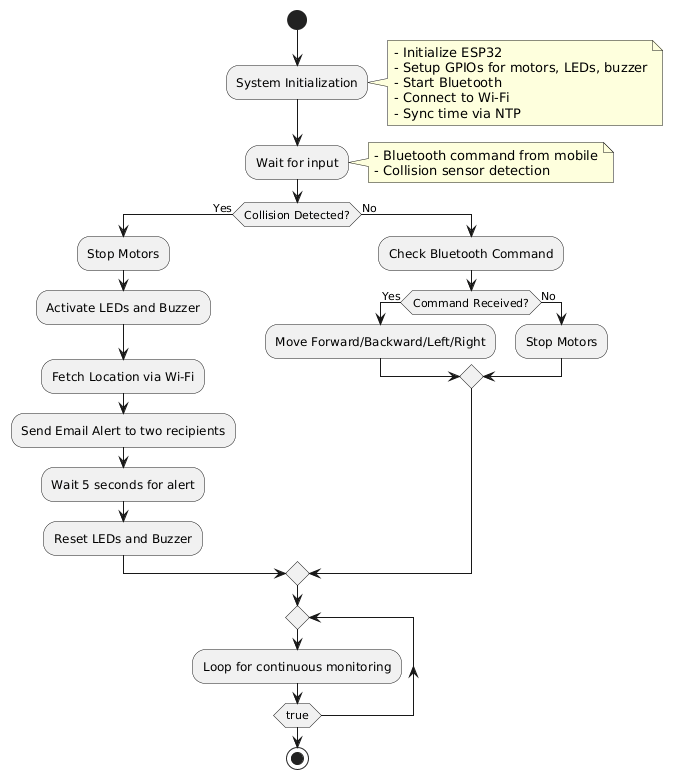 System Initialization
- Initialize ESP32
- Setup GPIOs for motors, LEDs, buzzer
- Start Bluetooth
- Connect to Wi-Fi
- Sync time via NTP
Wait for input
- Bluetooth command from mobile
- Collision sensor detection
Yes
Collision Detected?
No
Stop Motors
Activate LEDs and Buzzer
Fetch Location via Wi-Fi
Send Email Alert to two recipients
Wait 5 seconds for alert
Reset LEDs and Buzzer
Check Bluetooth Command
Yes
Command Received?
No
Move Forward/Backward/Left/Right
Stop Motors
Loop for continuous monitoring
true